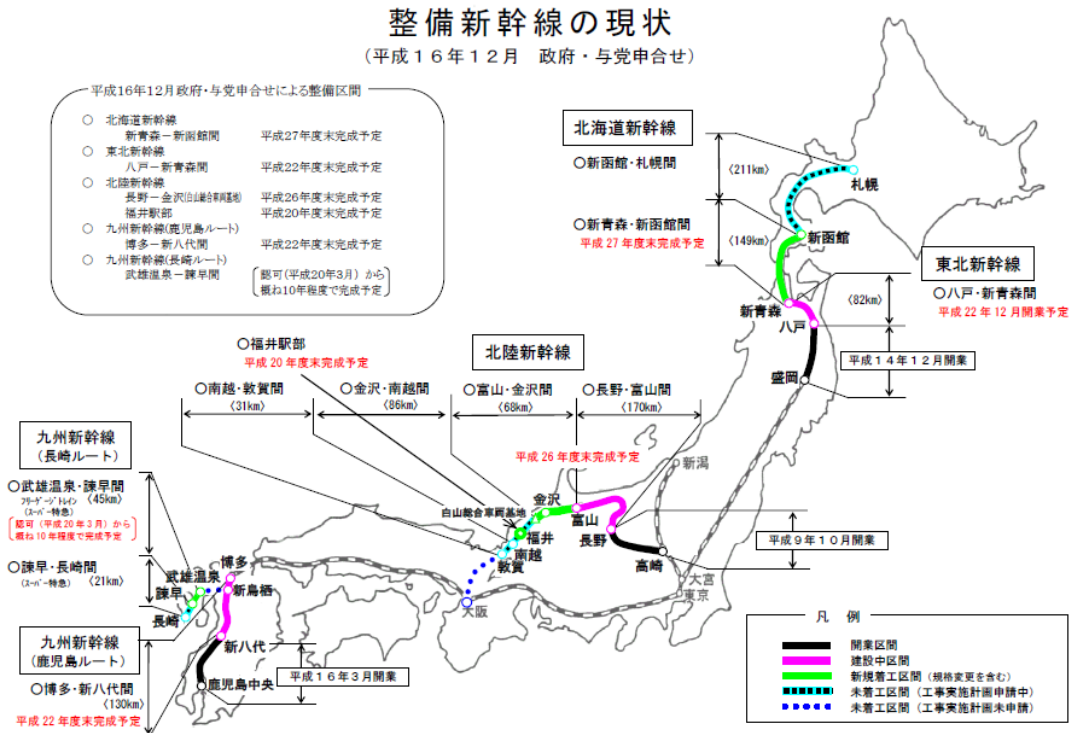 整備新幹線の現状
（平成１６年１２月　政府・与党申合せ）
平成16年12月政府・与党申合せによる整備区間
○　北海道新幹線
新青森－新函館間　平成27年度末完成予定
○　東北新幹線
八戸－新青森間　平成22年度末完成予定
○　北陸新幹線
長野－金沢(白山総合車両基地)　平成26年度末完成予定
福井駅部　平成20年度末完成予定
○　九州新幹線(鹿児島ルート)
博多－新八代間　平成22年度末完成予定
○　九州新幹線(長崎ルート)
武雄温泉－諫早間　認可(平成20年3月）から
概ね10年程度で完成予定
北海道新幹線
○新函館・札幌間
〈211km〉
札幌
○新青森・新函館間
平成27年度末完成予定
〈149km〉
新函館
東北新幹線
○八戸・新青森間
平成22年12月開業予定
〈82km〉
新青森
八戸
平成１４年１２月開業
盛岡
○福井駅部
平成20年度末完成予定
北陸新幹線
○南越・敦賀間
〈31km〉
○金沢・南越間
〈86km〉
○富山・金沢間
〈68km〉
○長野・富山間
〈170km〉
平成26年度末完成予定
新潟
金沢
白山総合車両基地
富山
福井
長野
南越
敦賀
高崎
平成９年１０月開業
大宮
東京
大阪
九州新幹線
（長崎ルート）
○武雄温泉・諫早間
フリーゲージトレイン
(スーパー特急)
〈45km〉
認可（平成20年3月）から
概ね10年程度で完成予定
○諫早・長崎間
(スーパー特急)
〈21km〉
博多
武雄温泉
新鳥栖
諫早
長崎
九州新幹線
（鹿児島ルート）
○博多・新八代間
〈130km〉
平成22年度末完成予定
新八代
平成１６年３月開業
鹿児島中央
凡　例
開業区間
建設中区間
新規着工区間（規格変更を含む）
未着工区間（工事実施計画申請中）
未着工区間（工事実施計画未申請）